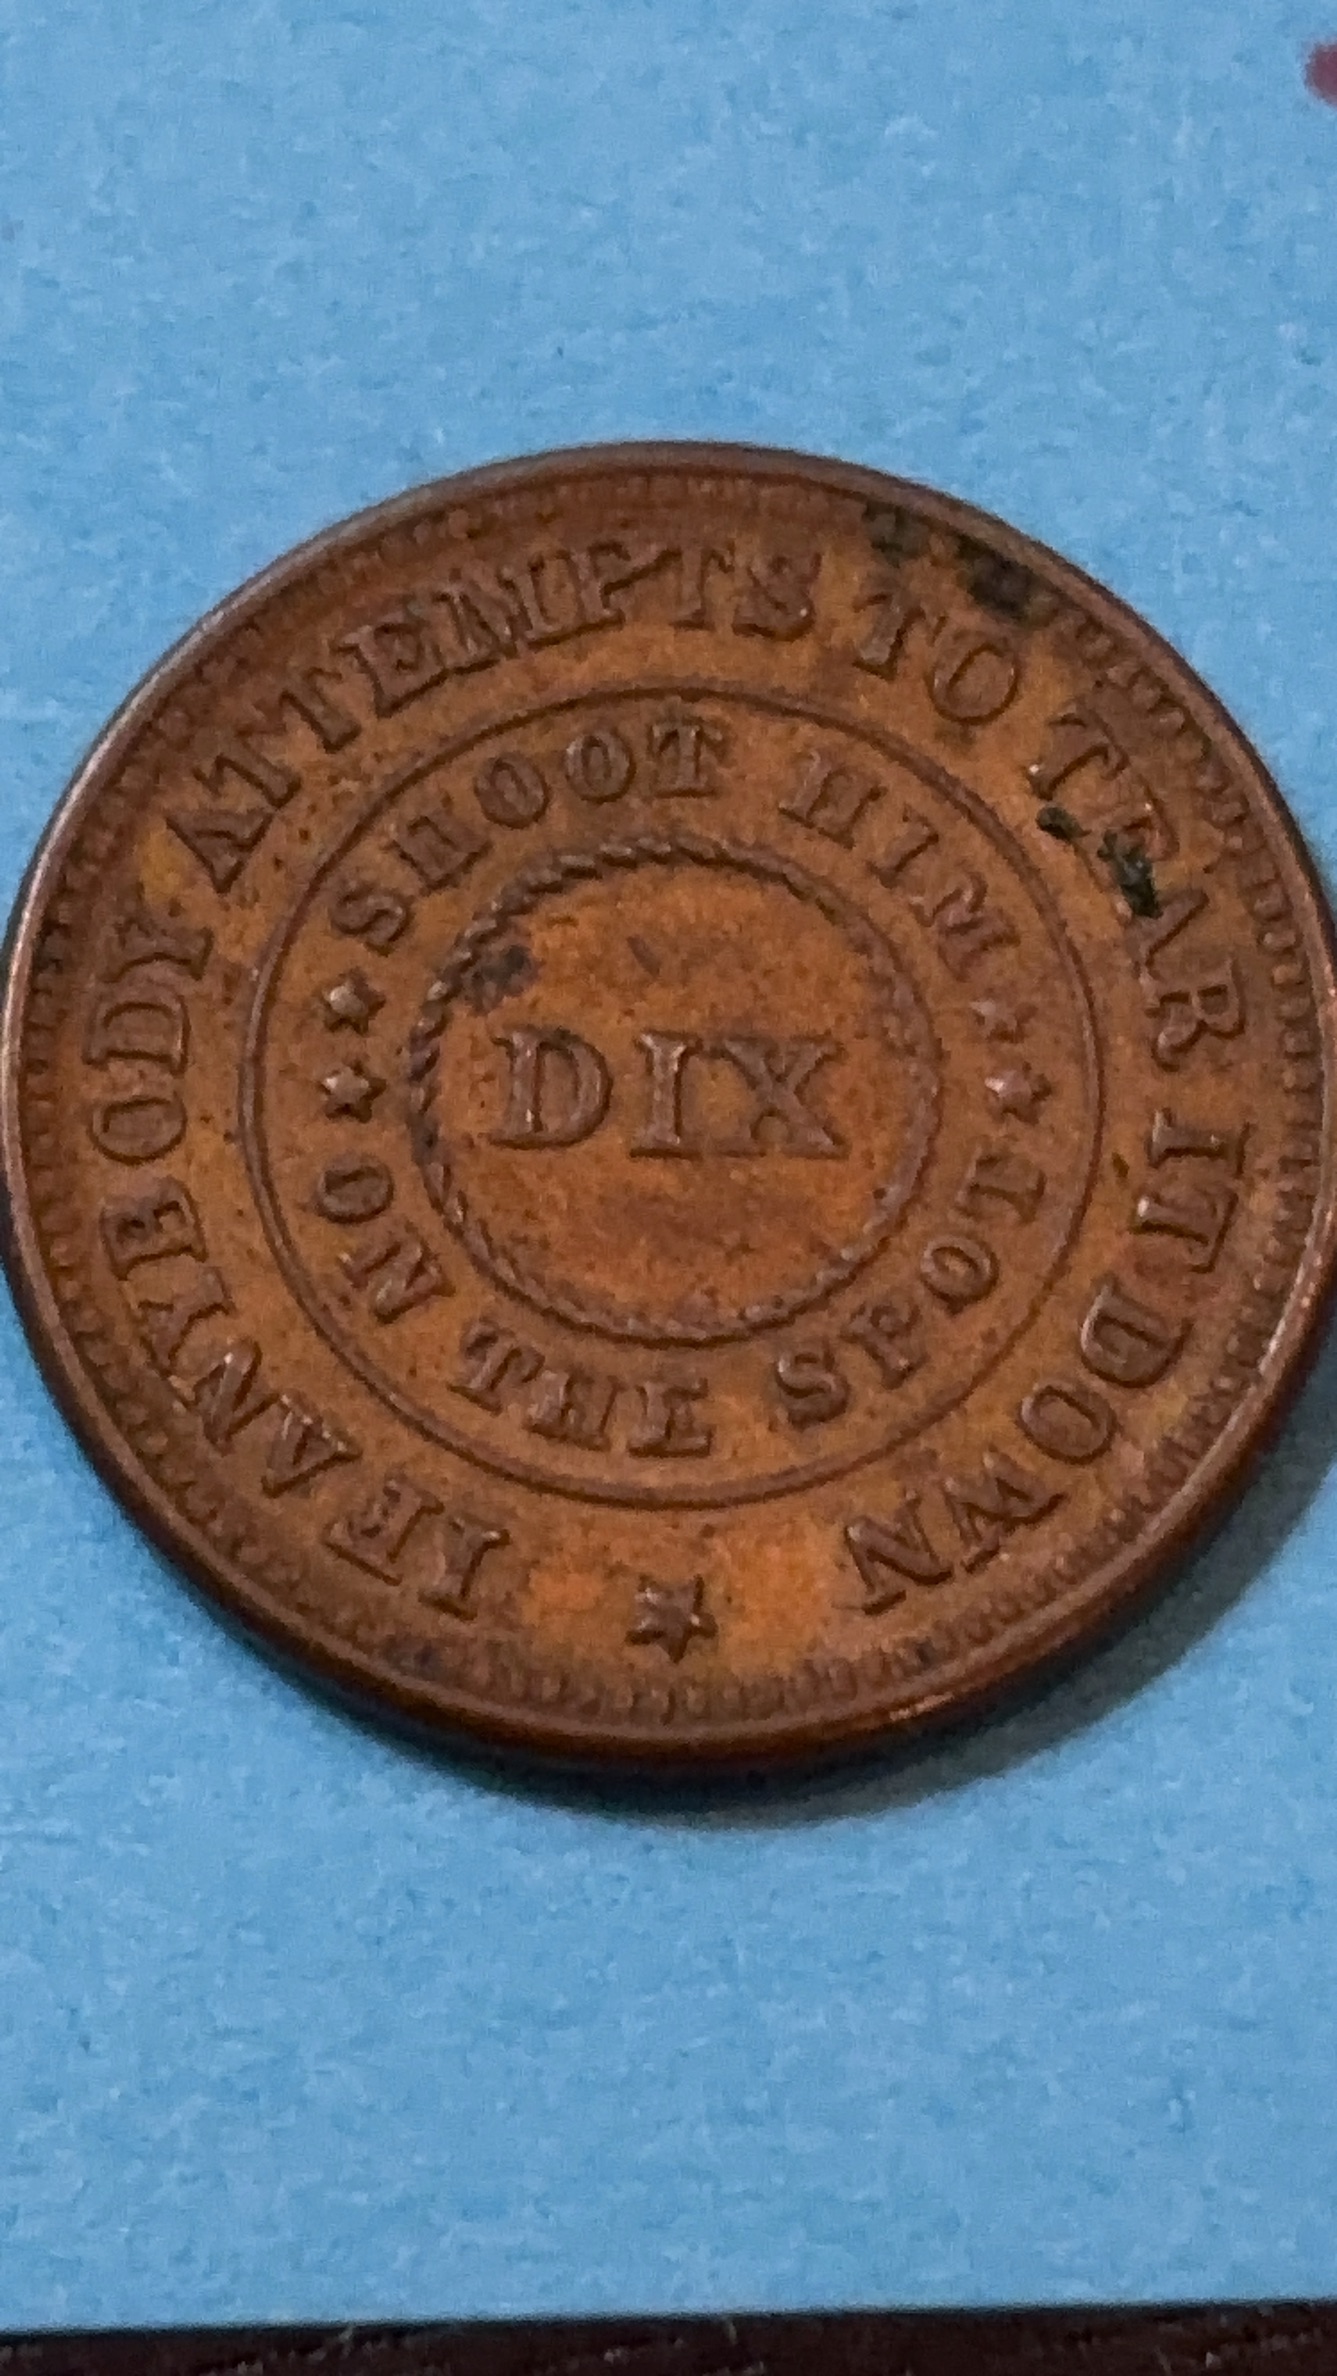 IF ANYBODY ATTEMPTS TO TEAR IT DOWN
SHOOT HIM
ON THE SPOT
DIX